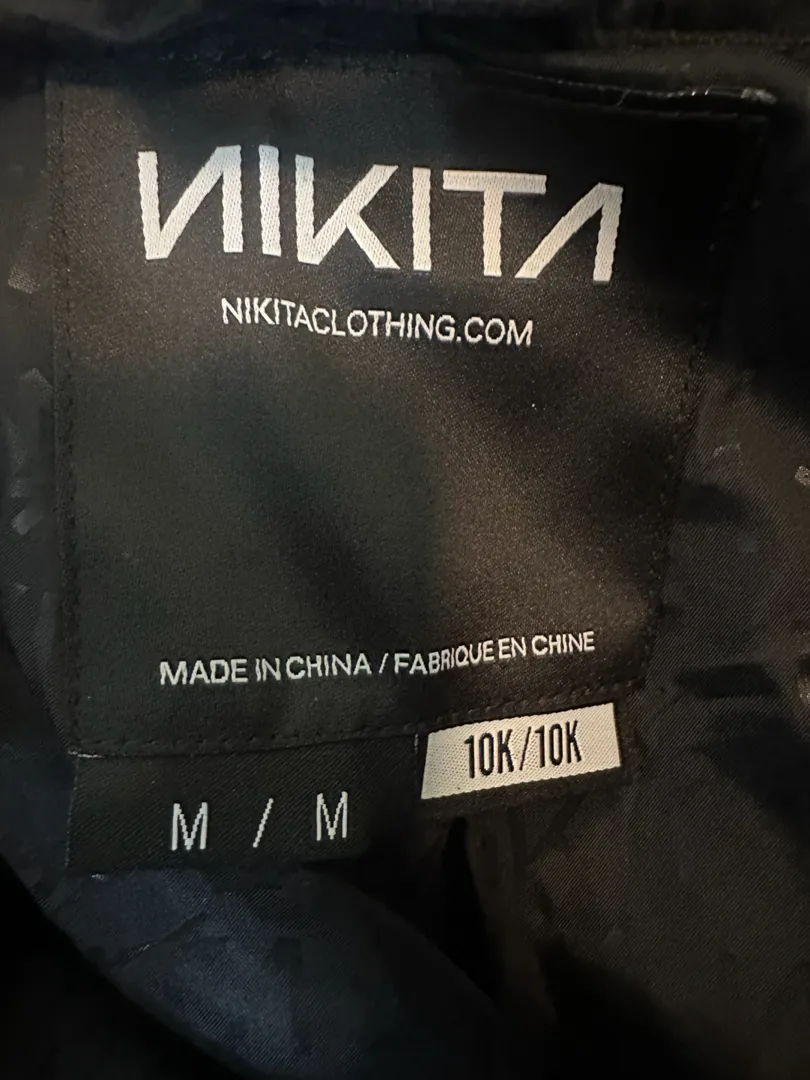 NIKITA
NIKITACLOTHING.COM
MADE IN CHINA / FABRIQUE EN CHINE
10K/10K
M / M